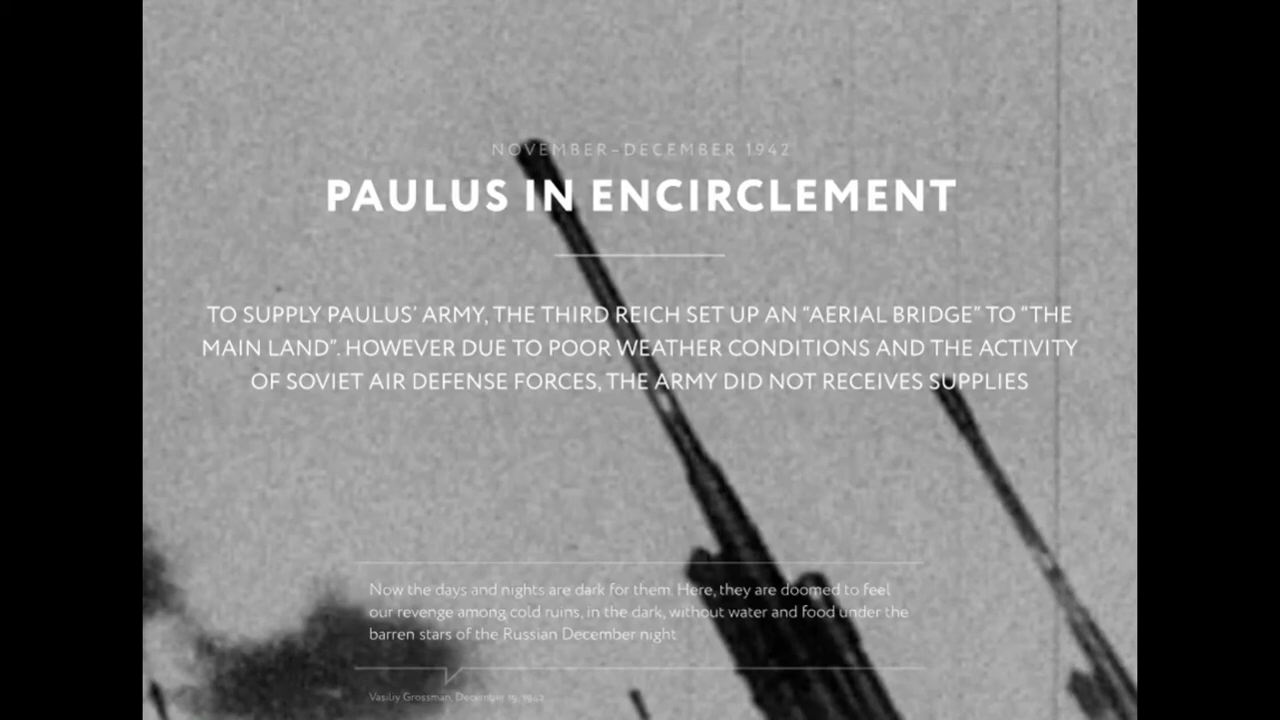 NOVEMBER–DECEMBER 1942
PAULUS IN ENCIRCLEMENT
TO SUPPLY PAULUS’ ARMY, THE THIRD REICH SET UP AN “AERIAL BRIDGE” TO “THE
MAIN LAND”. HOWEVER DUE TO POOR WEATHER CONDITIONS AND THE ACTIVITY
OF SOVIET AIR DEFENSE FORCES, THE ARMY DID NOT RECEIVES SUPPLIES
Now the days and nights are dark for them. Here, they are doomed to feel
our revenge among cold ruins, in the dark, without water and food under the
barren stars of the Russian December night
Vasiliy Grossman, December 19, 1942